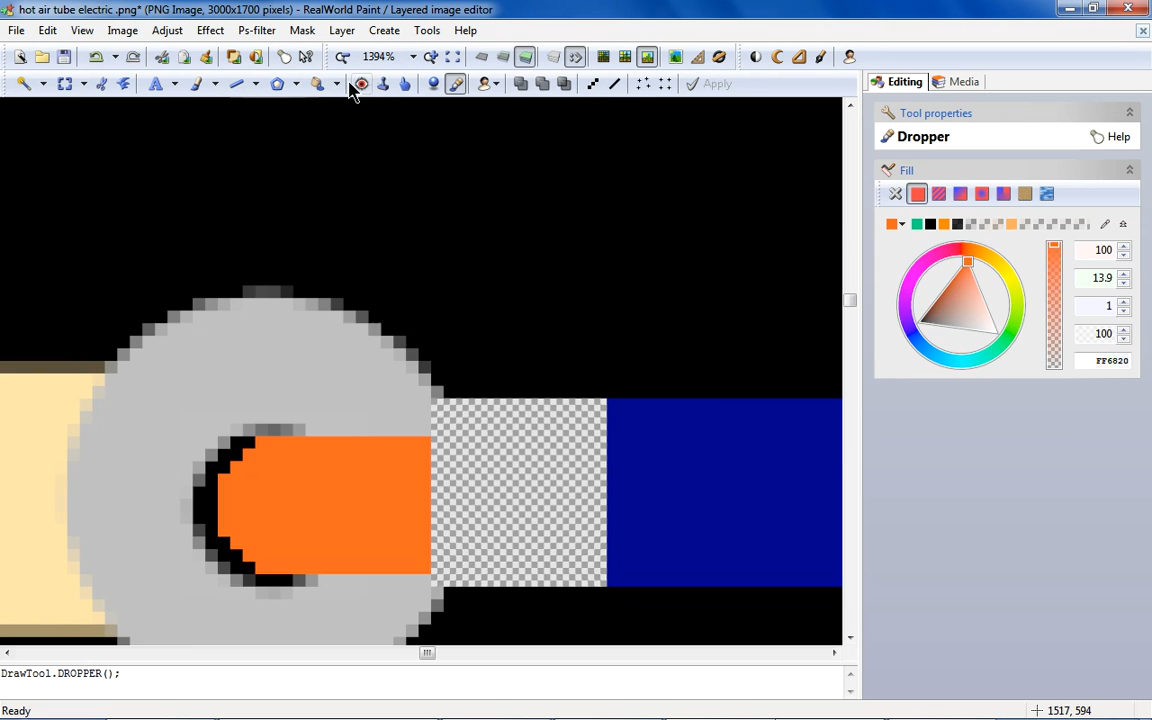 hot air tube electric .png* (PNG Image, 3000x1700 pixels) - RealWorld Paint / Layered image editor
File Edit View Image Adjust Effect Ps-filter Mask Layer Create Tools Help
1394%
Apply
Editing Media
Tool properties
Dropper Help
Fill
100
13.9
1
100
FF6820
DrawTool.DROPPER();
Ready 1517, 594